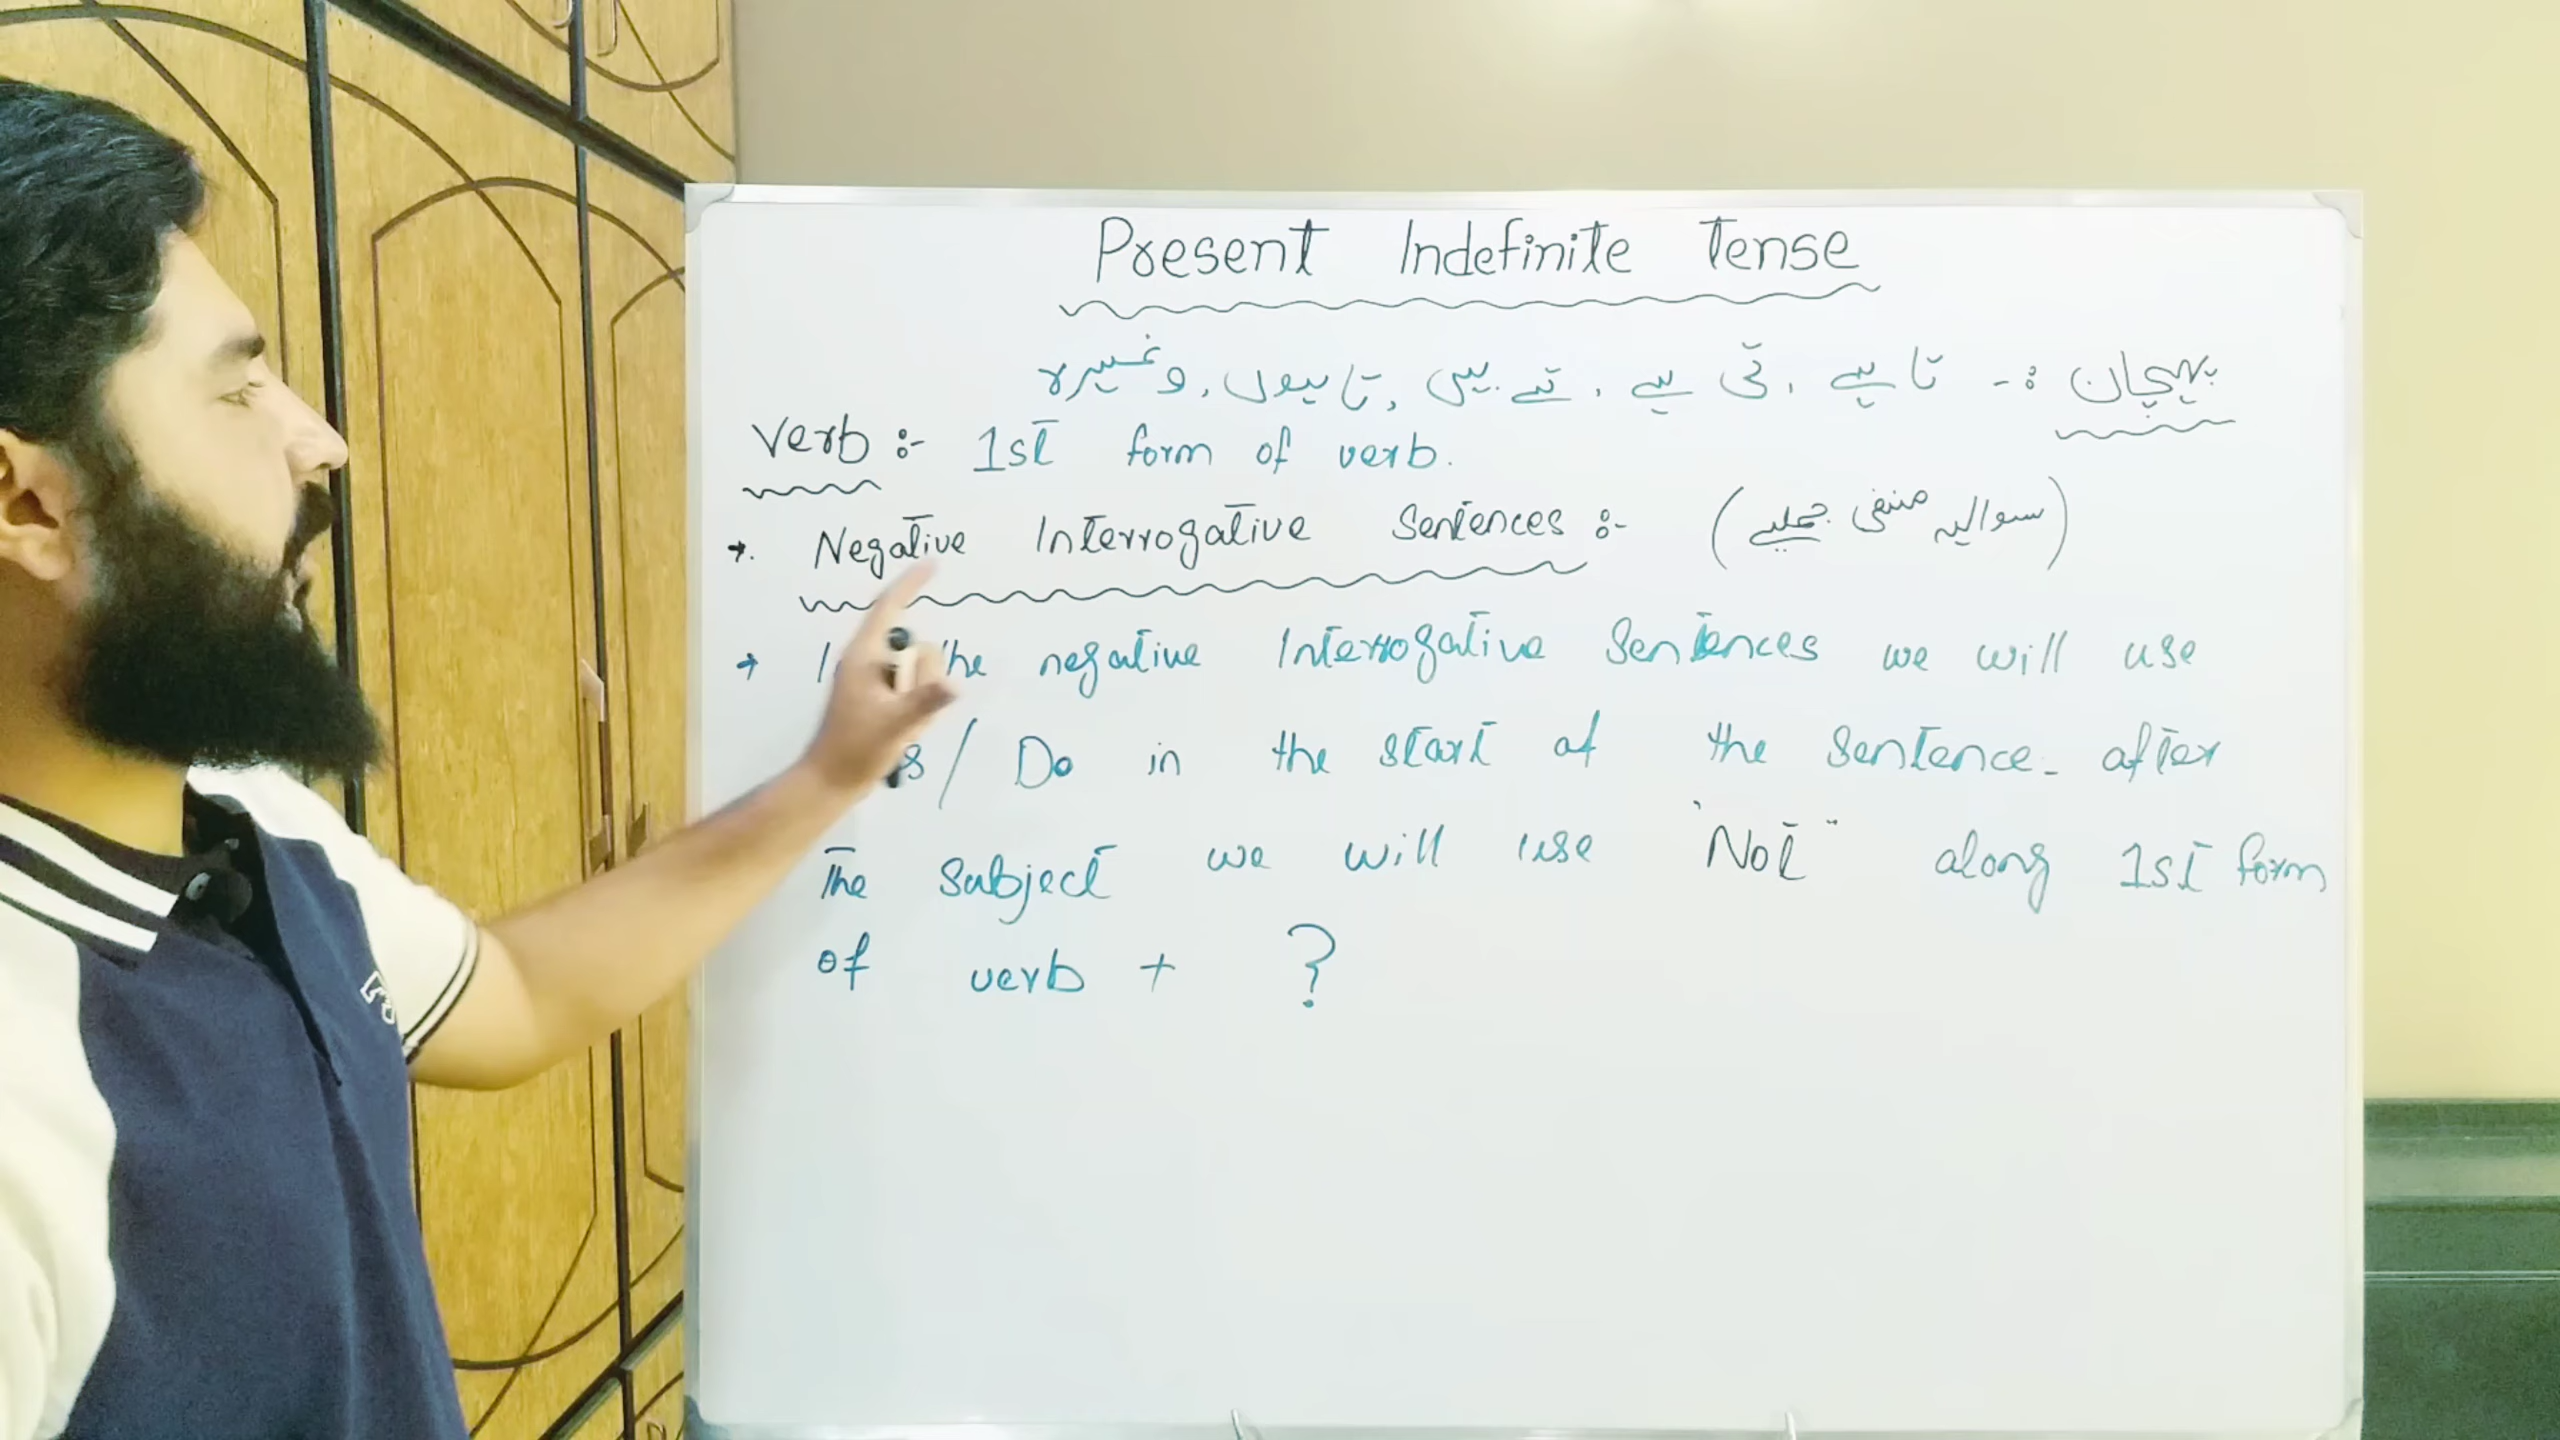 Present Indefinite Tense
پہچان :- تا ہے ، تی ہے ، تے ہیں ، تا ہوں ، وغیرہ
Verb :- 1st form of verb.
→. Negative Interrogative Sentences :- (سوالیہ منفی جملے)
→ the negative Interrogative Sentences we will use
/ Do in the start of the sentence. after
The subject we will use "Not" along 1st form
of verb + ?